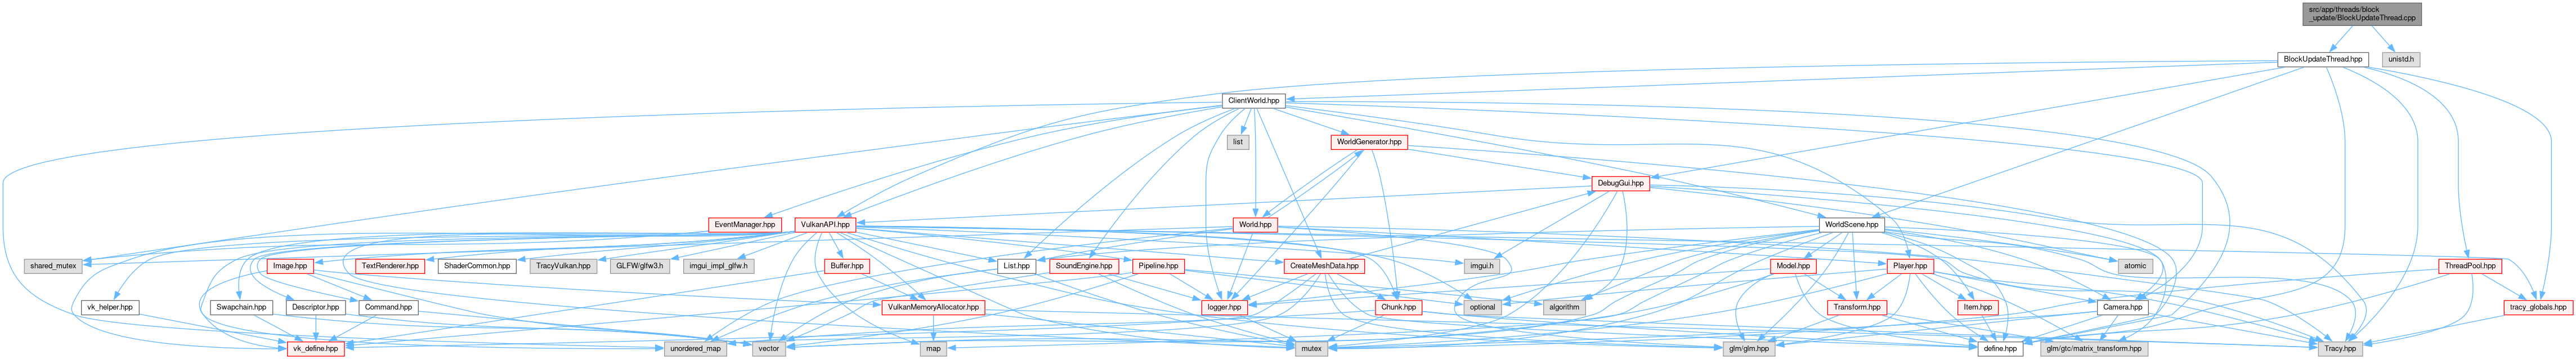 src/app/threads/block
_update/BlockUpdateThread.cpp
BlockUpdateThread.hpp
unistd.h
ClientWorld.hpp
list
WorldGenerator.hpp
DebugGui.hpp
EventManager.hpp
VulkanAPI.hpp
World.hpp
WorldScene.hpp
shared_mutex
Image.hpp
TextRenderer.hpp
ShaderCommon.hpp
TracyVulkan.hpp
GLFW/glfw3.h
imgui_impl_glfw.h
Buffer.hpp
List.hpp
SoundEngine.hpp
Pipeline.hpp
CreateMeshData.hpp
imgui.h
Model.hpp
Player.hpp
atomic
ThreadPool.hpp
vk_helper.hpp
Swapchain.hpp
Descriptor.hpp
Command.hpp
VulkanMemoryAllocator.hpp
logger.hpp
Chunk.hpp
optional
algorithm
Transform.hpp
Item.hpp
Camera.hpp
tracy_globals.hpp
vk_define.hpp
unordered_map
vector
map
mutex
glm/glm.hpp
define.hpp
glm/gtc/matrix_transform.hpp
Tracy.hpp